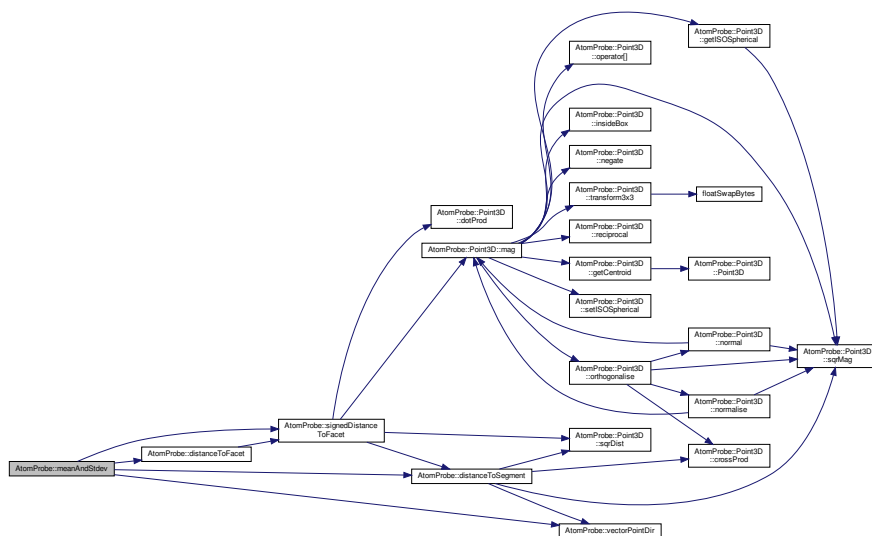 AtomProbe::Point3D
::getISOSpherical
AtomProbe::Point3D
::operator[]
AtomProbe::Point3D
::insideBox
AtomProbe::Point3D
::negate
AtomProbe::Point3D
::transform3x3
floatSwapBytes
AtomProbe::Point3D
::dotProd
AtomProbe::Point3D
::reciprocal
AtomProbe::Point3D::mag
AtomProbe::Point3D
::getCentroid
AtomProbe::Point3D
::Point3D
AtomProbe::Point3D
::setISOSpherical
AtomProbe::Point3D
::normal
AtomProbe::Point3D
::sqrMag
AtomProbe::Point3D
::orthogonalise
AtomProbe::Point3D
::normalise
AtomProbe::signedDistance
ToFacet
AtomProbe::Point3D
::sqrDist
AtomProbe::distanceToFacet
AtomProbe::Point3D
::crossProd
AtomProbe::meanAndStdev
AtomProbe::distanceToSegment
AtomProbe::vectorPointDir